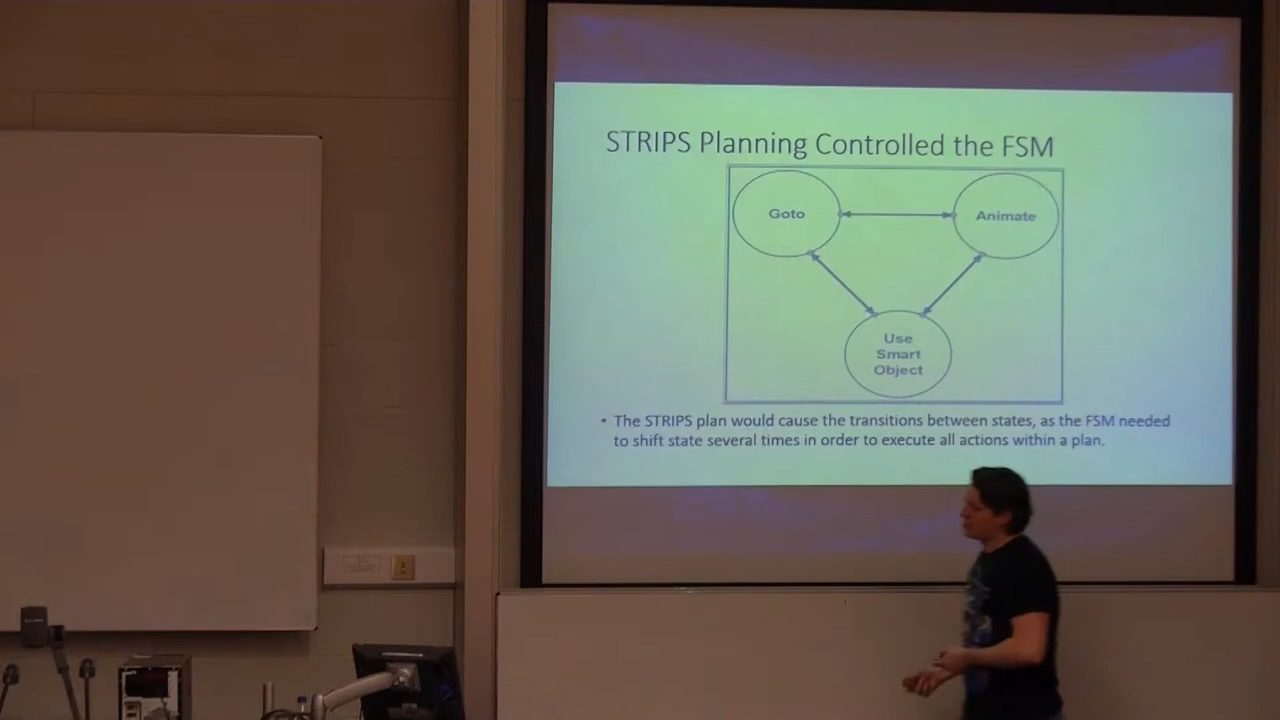 STRIPS Planning Controlled the FSM
Goto
Animate
Use
Smart
Object
• The STRIPS plan would cause the transitions between states, as the FSM needed
to shift state several times in order to execute all actions within a plan.